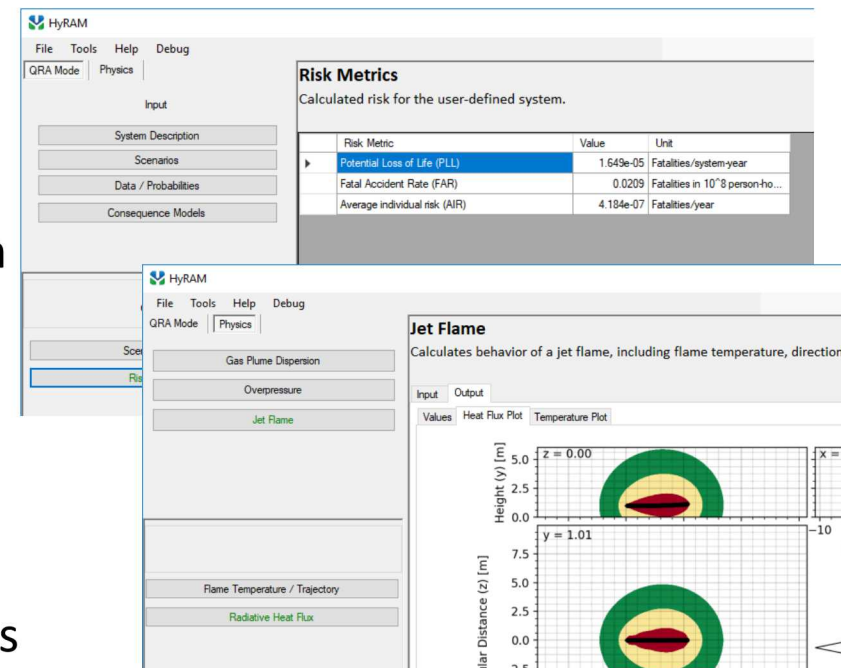 HyRAM
File Tools Help Debug
QRA Mode Physics
Input
System Description
Scenarios
Data / Probabilities
Consequence Models
Risk Metrics
Calculated risk for the user-defined system.
Risk Metric Value Unit
Potential Loss of Life (PLL) 1.649e-05 Fatalities/system-year
Fatal Accident Rate (FAR) 0.0209 Fatalities in 10^8 person-ho...
Average individual risk (AIR) 4.184e-07 Fatalities/year
HyRAM
File Tools Help Debug
QRA Mode Physics
Gas Plume Dispersion
Overpressure
Jet Flame
Flame Temperature / Trajectory
Radiative Heat Flux
Jet Flame
Calculates behavior of a jet flame, including flame temperature, direction
Input Output
Values Heat Flux Plot Temperature Plot
Height (y) [m]
5.0
2.5
0.0
z = 0.00
x =
-10
y = 1.01
7.5
5.0
2.5
0.0
Distance (z) [m]